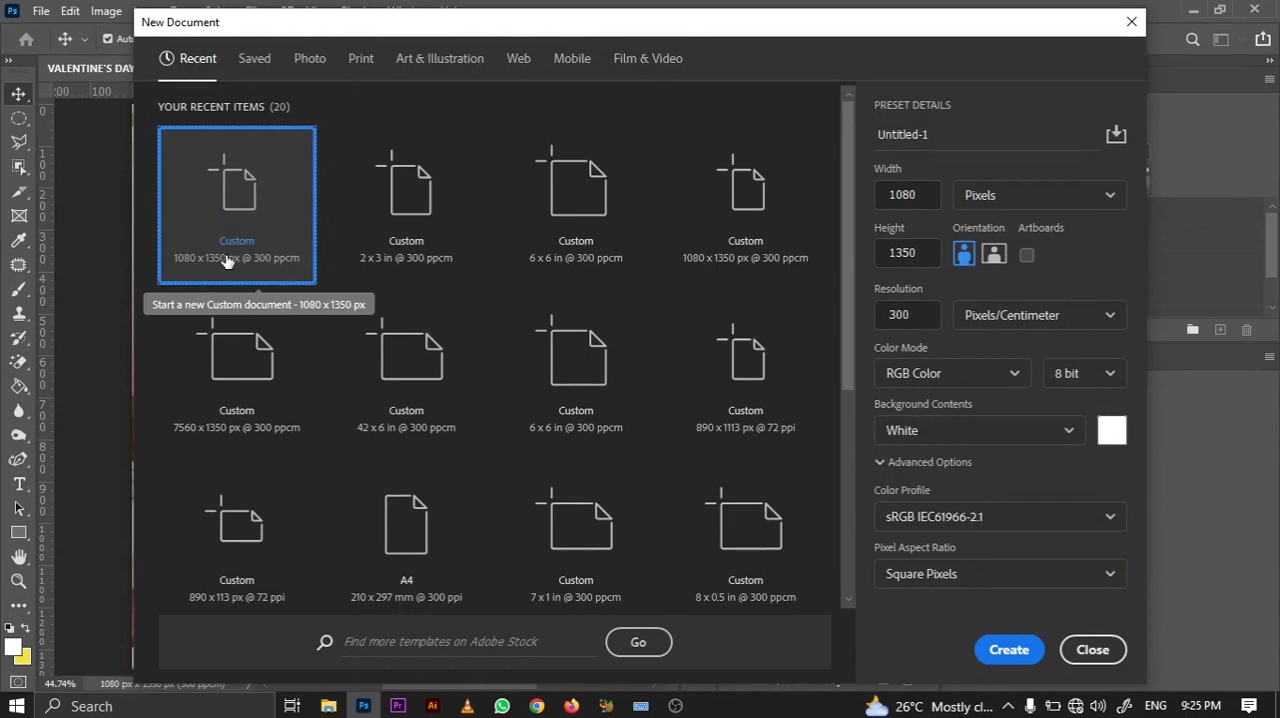 File Edit Image
New Document
Recent Saved Photo Print Art & Illustration Web Mobile Film & Video
VALENTINE'S DAY
YOUR RECENT ITEMS (20)
Custom
1080 x 1350 px @ 300 ppcm
Custom
2 x 3 in @ 300 ppcm
Custom
6 x 6 in @ 300 ppcm
Custom
1080 x 1350 px @ 300 ppcm
Start a new Custom document - 1080 x 1350 px
Custom
7560 x 1350 px @ 300 ppcm
Custom
42 x 6 in @ 300 ppcm
Custom
6 x 6 in @ 300 ppcm
Custom
890 x 1113 px @ 72 ppi
Custom
890 x 113 px @ 72 ppi
A4
210 x 297 mm @ 300 ppi
Custom
7 x 1 in @ 300 ppcm
Custom
8 x 0.5 in @ 300 ppcm
Find more templates on Adobe Stock
Go
PRESET DETAILS
Untitled-1
Width
1080 Pixels
Height Orientation Artboards
1350
Resolution
300 Pixels/Centimeter
Color Mode
RGB Color 8 bit
Background Contents
White
Advanced Options
Color Profile
sRGB IEC61966-2.1
Pixel Aspect Ratio
Square Pixels
Create Close
44.74% 1080 px x 1350 px (300 ppcm)
Search
26°C Mostly cl... ENG 9:25 PM